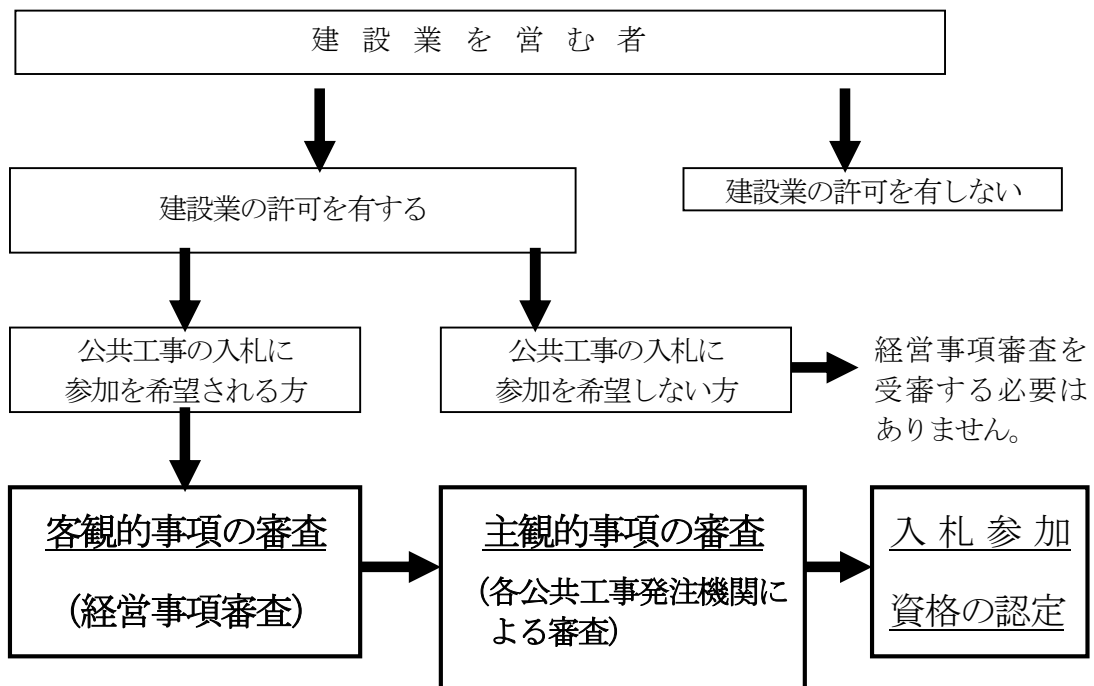 建設業を営む者
建設業の許可を有する
建設業の許可を有しない
公共工事の入札に
参加を希望される方
公共工事の入札に
参加を希望しない方
経営事項審査を
受審する必要は
ありません。
客観的事項の審査
（経営事項審査）
主観的事項の審査
（各公共工事発注機関に
よる審査）
入札参加
資格の認定